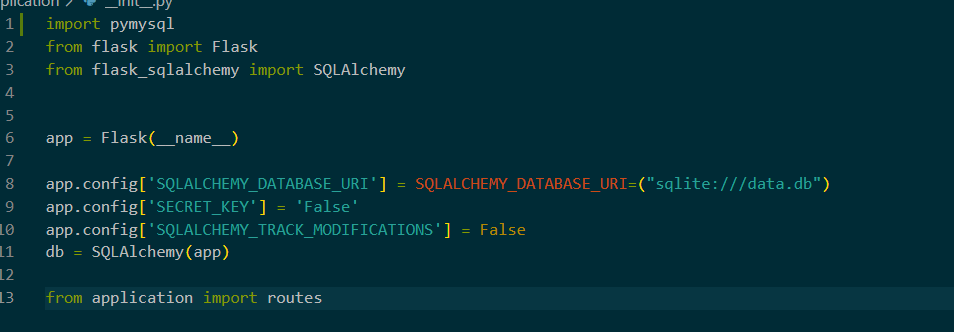 plication > __init__.py
1 import pymysql
2 from flask import Flask
3 from flask_sqlalchemy import SQLAlchemy
4
5
6 app = Flask(__name__)
7
8 app.config['SQLALCHEMY_DATABASE_URI'] = SQLALCHEMY_DATABASE_URI=("sqlite:///data.db")
9 app.config['SECRET_KEY'] = 'False'
10 app.config['SQLALCHEMY_TRACK_MODIFICATIONS'] = False
11 db = SQLAlchemy(app)
12
13 from application import routes